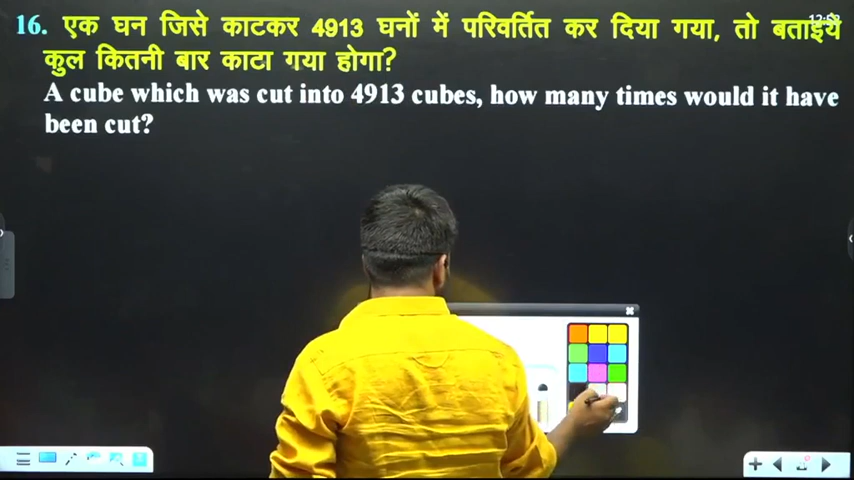 16. एक घन जिसे काटकर 4913 घनों में परिवर्तित कर दिया गया, तो बताइये
कुल कितनी बार काटा गया होगा?
A cube which was cut into 4913 cubes, how many times would it have
been cut?